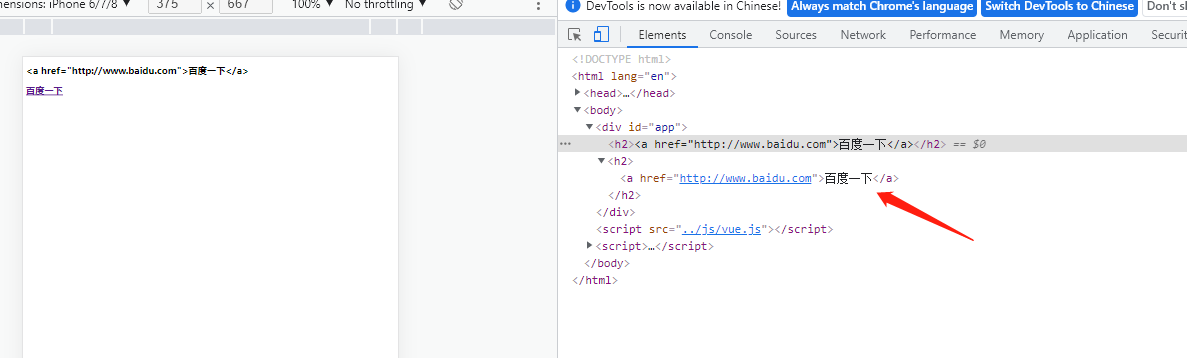 mensions: iPhone 6/7/8 ▼ 375 × 667 100% ▼ No throttling ▼
DevTools is now available in Chinese! Always match Chrome's language Switch DevTools to Chinese Don't sh
Elements Console Sources Network Performance Memory Application Securit
<a href="http://www.baidu.com">百度一下</a>
百度一下
<!DOCTYPE html>
<html lang="en">
<head>…</head>
<body>
<div id="app">
<h2><a href="http://www.baidu.com">百度一下</a></h2> == $0
<h2>
<a href="http://www.baidu.com">百度一下</a>
</h2>
</div>
<script src="../js/vue.js"></script>
<script>…</script>
</body>
</html>